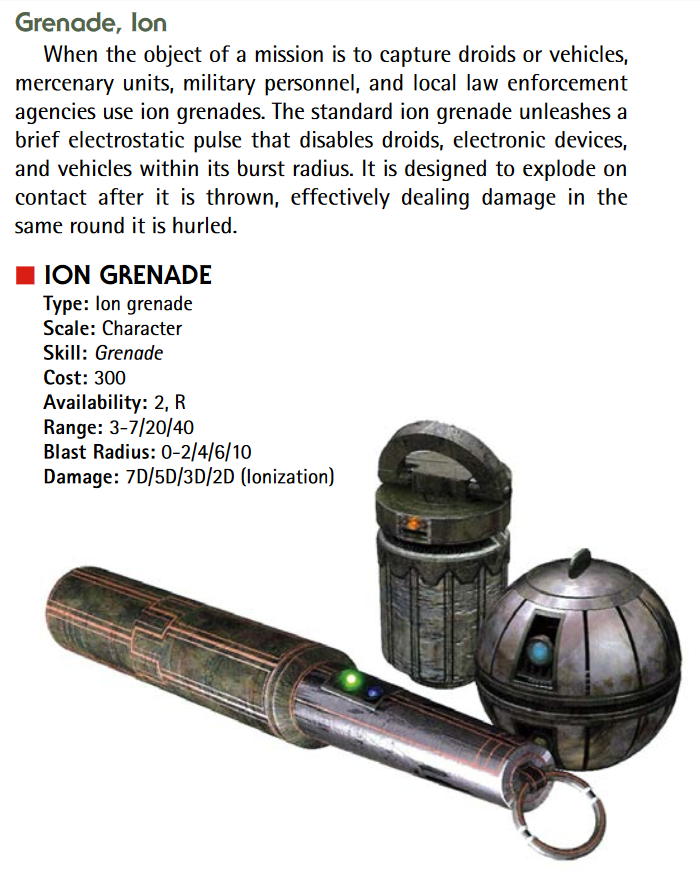 Grenade, Ion
When the object of a mission is to capture droids or vehicles,
mercenary units, military personnel, and local law enforcement
agencies use ion grenades. The standard ion grenade unleashes a
brief electrostatic pulse that disables droids, electronic devices,
and vehicles within its burst radius. It is designed to explode on
contact after it is thrown, effectively dealing damage in the
same round it is hurled.
ION GRENADE
Type: Ion grenade
Scale: Character
Skill: Grenade
Cost: 300
Availability: 2, R
Range: 3-7/20/40
Blast Radius: 0-2/4/6/10
Damage: 7D/5D/3D/2D (Ionization)